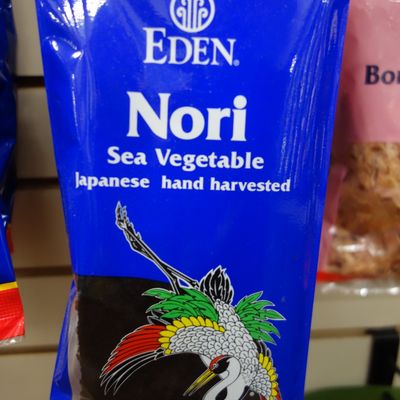 EDEN®
Nori
Sea Vegetable
Japanese hand harvested